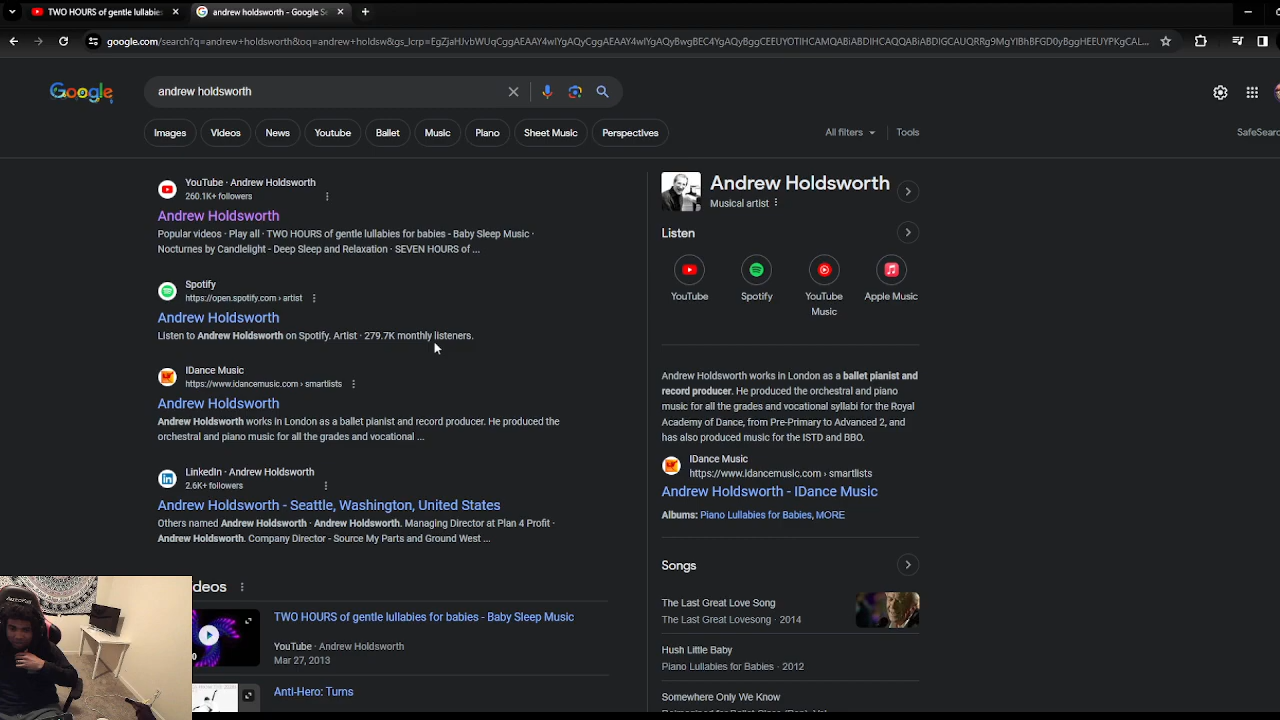 TWO HOURS of gentle lullabies
andrew holdsworth - Google Se
google.com/search?q=andrew+holdsworth&oq=andrew+holdsw&gs_lcrp=EgZjaHJvbWUqCggAEAAY4wIYgAQyCggAEAAY4wIYgAQyBwgBEC4YgAQyBggCEEUYOTIHCAMQABiABDIHCAQQABiABDIGCAUQRRg9MgYIBhBFGD0yBggHEEUYPKgCAL...
Google
andrew holdsworth
Images
Videos
News
Youtube
Ballet
Music
Piano
Sheet Music
Perspectives
All filters
Tools
SafeSearc
YouTube · Andrew Holdsworth
260.1K+ followers
Andrew Holdsworth
Popular videos · Play all · TWO HOURS of gentle lullabies for babies - Baby Sleep Music ·
Nocturnes by Candlelight - Deep Sleep and Relaxation · SEVEN HOURS of ...
Spotify
https://open.spotify.com › artist
Andrew Holdsworth
Listen to Andrew Holdsworth on Spotify. Artist · 279.7K monthly listeners.
IDance Music
https://www.idancemusic.com › smartlists
Andrew Holdsworth
Andrew Holdsworth works in London as a ballet pianist and record producer. He produced the
orchestral and piano music for all the grades and vocational ...
LinkedIn · Andrew Holdsworth
2.6K+ followers
Andrew Holdsworth - Seattle, Washington, United States
Others named Andrew Holdsworth · Andrew Holdsworth. Managing Director at Plan 4 Profit ·
Andrew Holdsworth. Company Director - Source My Parts and Ground West ...
deos
TWO HOURS of gentle lullabies for babies - Baby Sleep Music
YouTube · Andrew Holdsworth
Mar 27, 2013
Anti-Hero: Turns
Andrew Holdsworth
Musical artist
Listen
YouTube
Spotify
YouTube
Music
Apple Music
Andrew Holdsworth works in London as a ballet pianist and
record producer. He produced the orchestral and piano
music for all the grades and vocational syllabi for the Royal
Academy of Dance, from Pre-Primary to Advanced 2, and
has also produced music for the ISTD and BBO.
IDance Music
https://www.idancemusic.com › smartlists
Andrew Holdsworth - IDance Music
Albums: Piano Lullabies for Babies, MORE
Songs
The Last Great Love Song
The Last Great Lovesong · 2014
Hush Little Baby
Piano Lullabies for Babies · 2012
Somewhere Only We Know